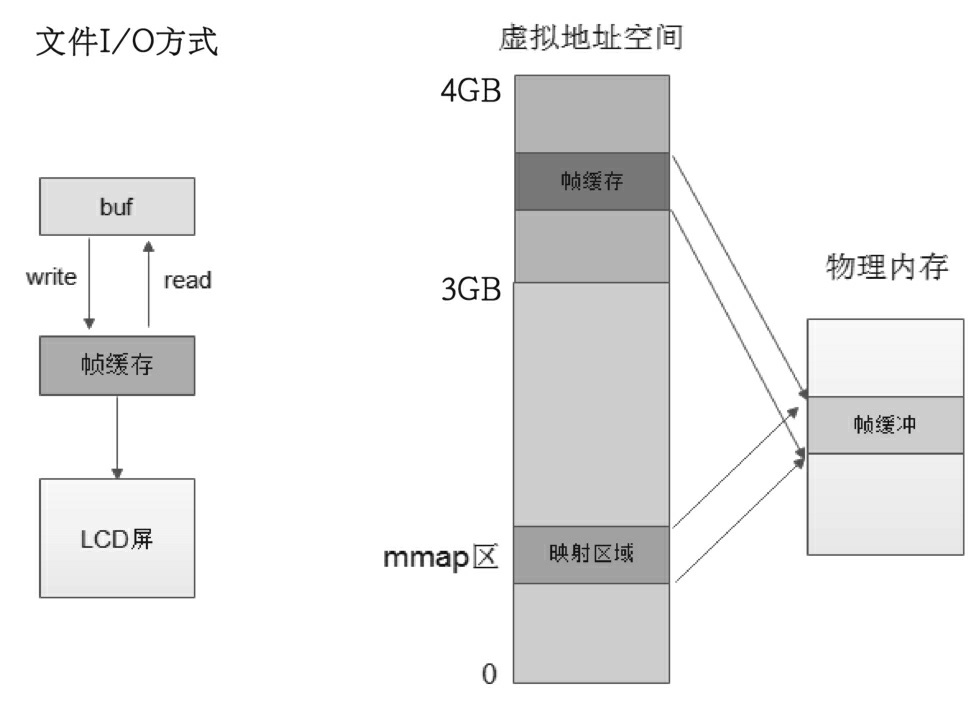 文件I/O方式
buf
write
read
帧缓存
LCD屏
虚拟地址空间
4GB
帧缓存
3GB
mmap区
映射区域
0
物理内存
帧缓冲